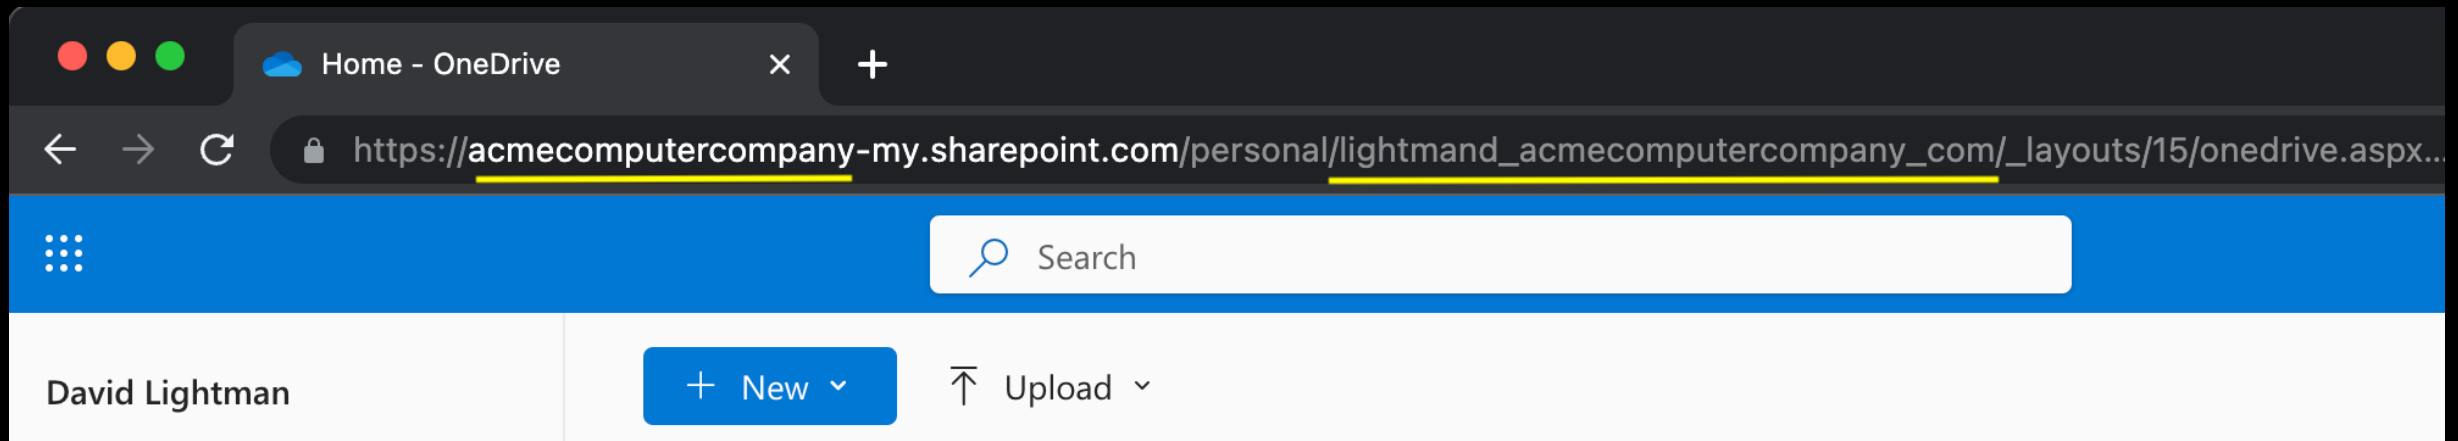 Home - OneDrive
https://acmecomputercompany-my.sharepoint.com/personal/lightmand_acmecomputercompany_com/_layouts/15/onedrive.aspx...
Search
David Lightman
New
Upload